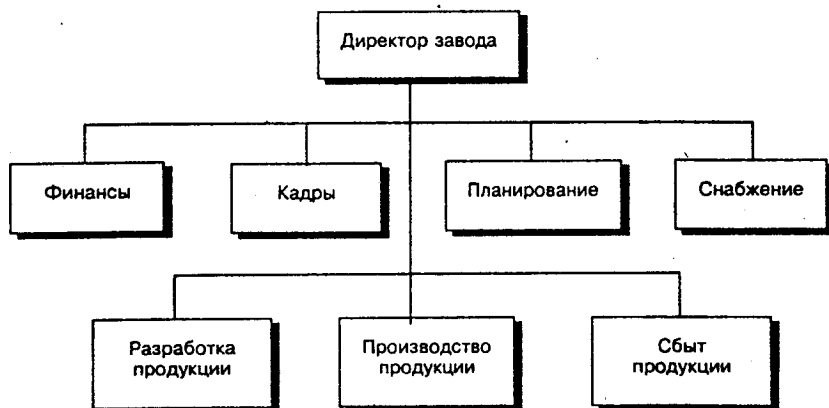 Директор завода
Финансы
Кадры
Планирование
Снабжение
Разработка
продукции
Производство
продукции
Сбыт
продукции